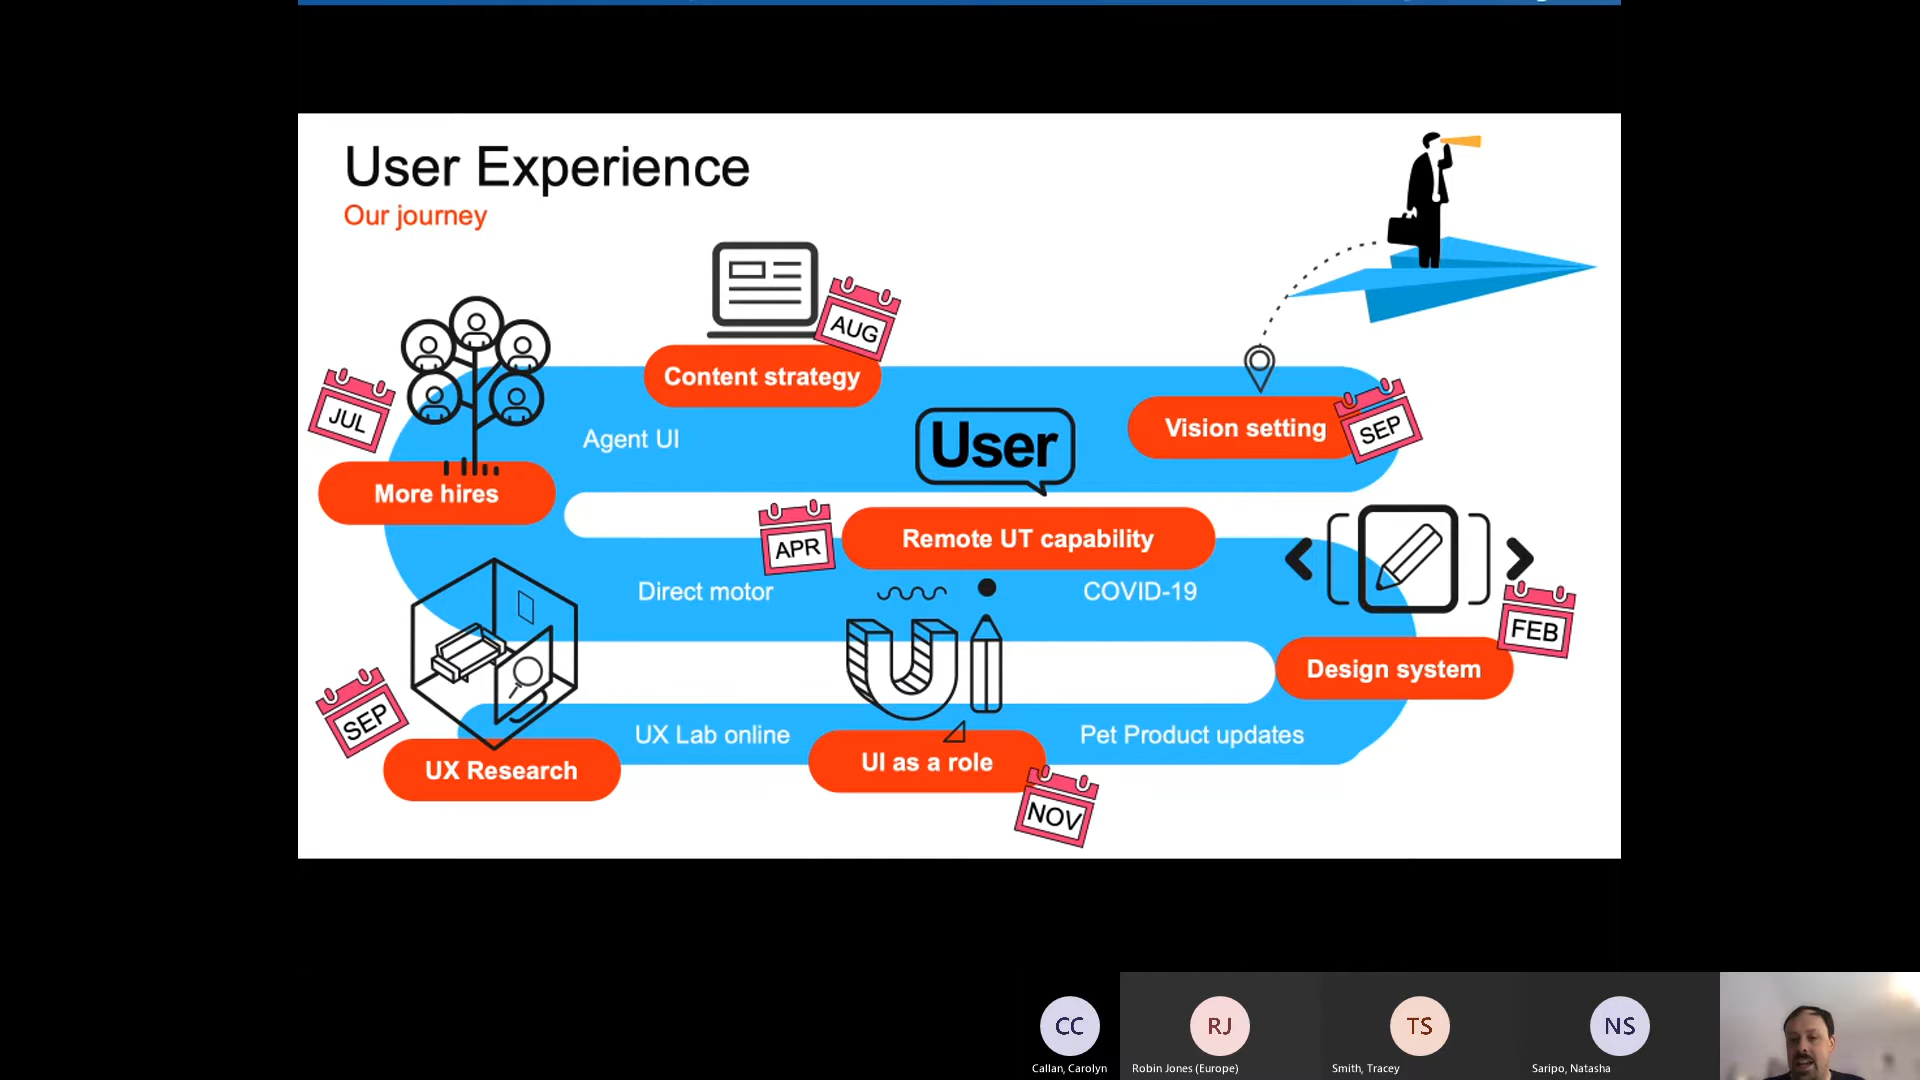 User Experience
Our journey
AUG
Content strategy
JUL
More hires
Agent UI
User
Vision setting
SEP
APR
Remote UT capability
Direct motor
COVID-19
FEB
Design system
SEP
UX Research
UX Lab online
UI
UI as a role
NOV
Pet Product updates
CC
Callan, Carolyn
RJ
Robin Jones (Europe)
TS
Smith, Tracey
NS
Saripo, Natasha